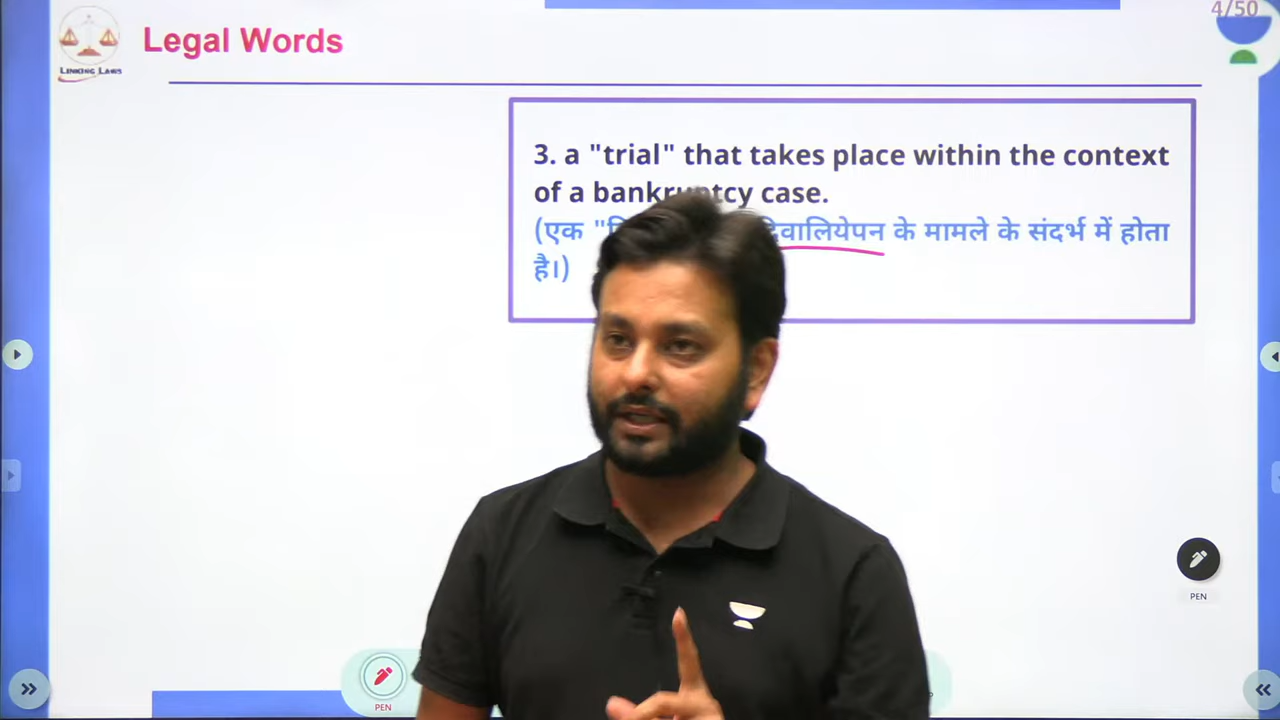 4/50
Legal Words
LINKING LAWS
3. a "trial" that takes place within the context
of a bankruptcy case.
(एक दिवालियेपन के मामले के संदर्भ में होता
है।)
PEN
PEN